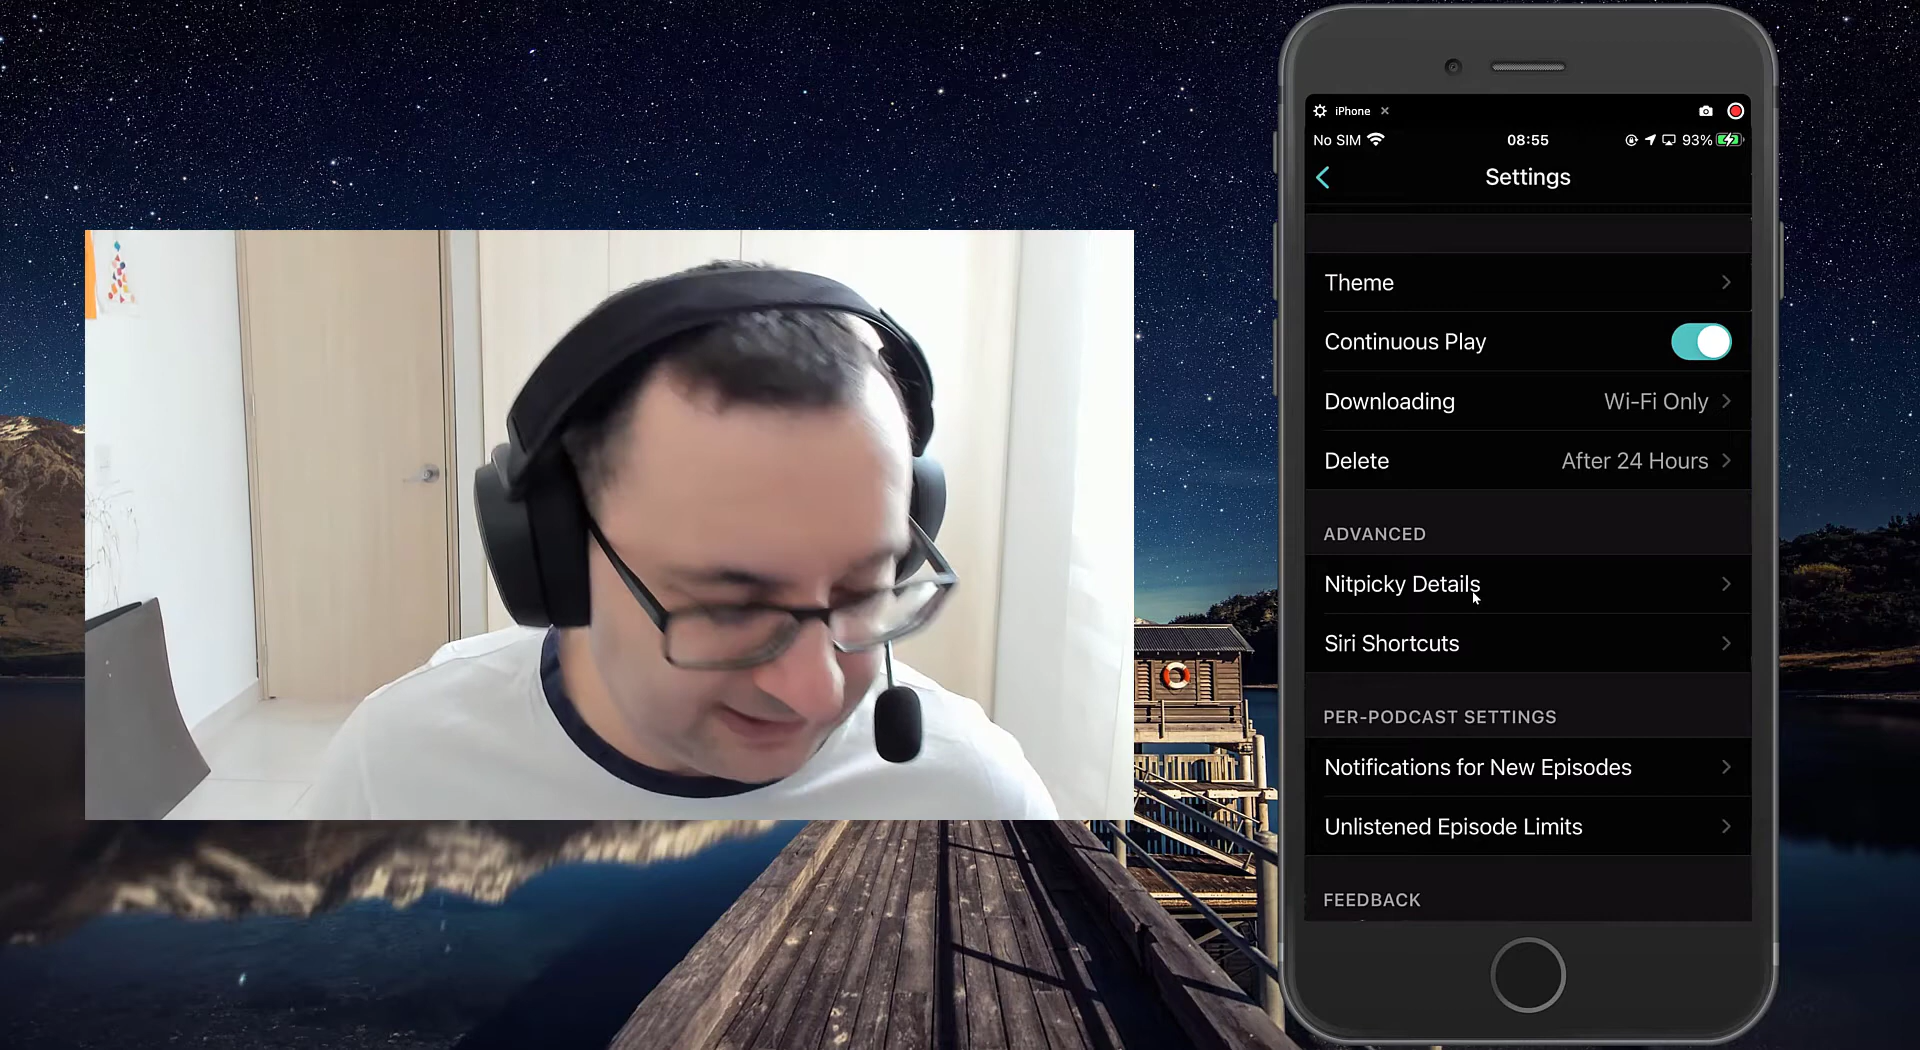 iPhone
No SIM 08:55 93%
Settings
Theme
Continuous Play
Downloading Wi-Fi Only
Delete After 24 Hours
ADVANCED
Nitpicky Details
Siri Shortcuts
PER-PODCAST SETTINGS
Notifications for New Episodes
Unlistened Episode Limits
FEEDBACK